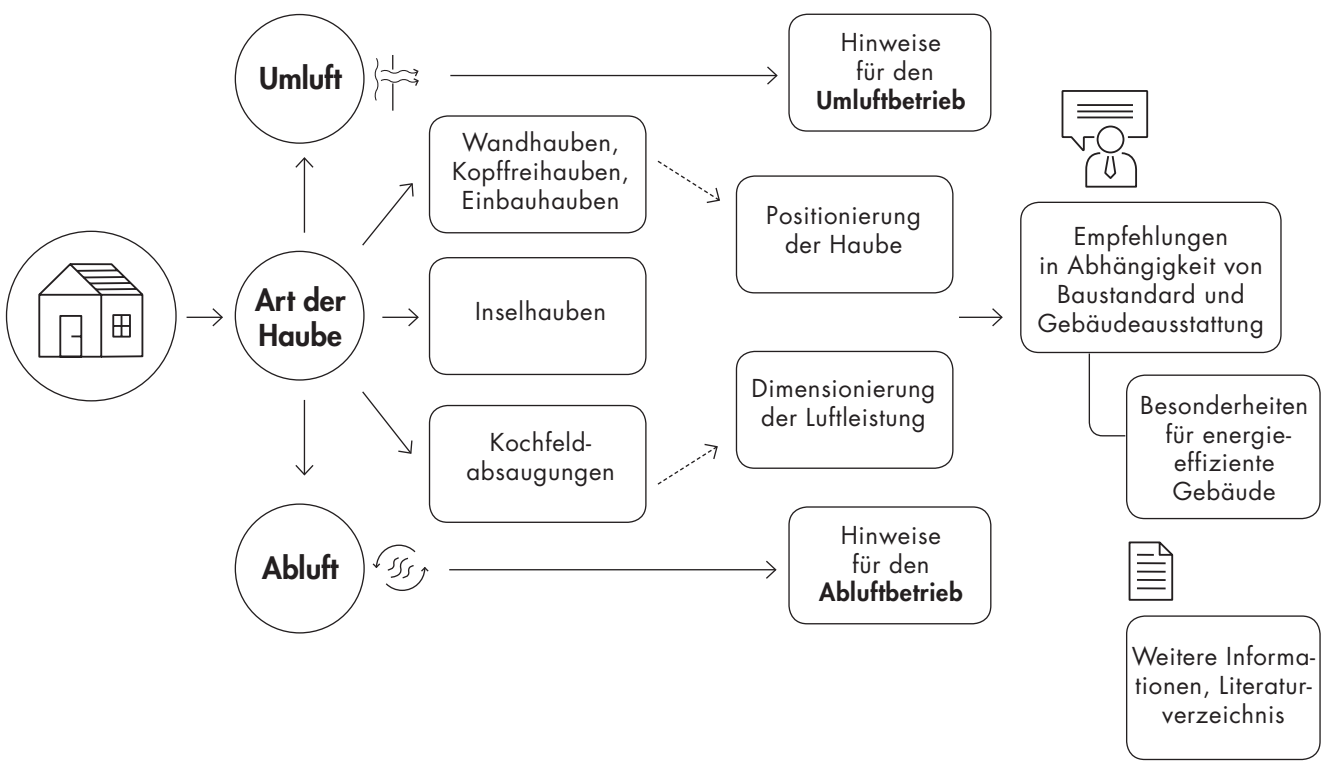 Umluft
Hinweise
für den
Umluftbetrieb
Wandhauben,
Kopffreihauben,
Einbauhauben
Positionierung
der Haube
Empfehlungen
in Abhängigkeit von
Baustandard und
Gebäudeausstattung
Art der
Haube
Inselhauben
Dimensionierung
der Luftleistung
Besonderheiten
für energie-
effiziente
Gebäude
Kochfeld-
absaugungen
Abluft
Hinweise
für den
Abluftbetrieb
Weitere Informa-
tionen, Literatur-
verzeichnis